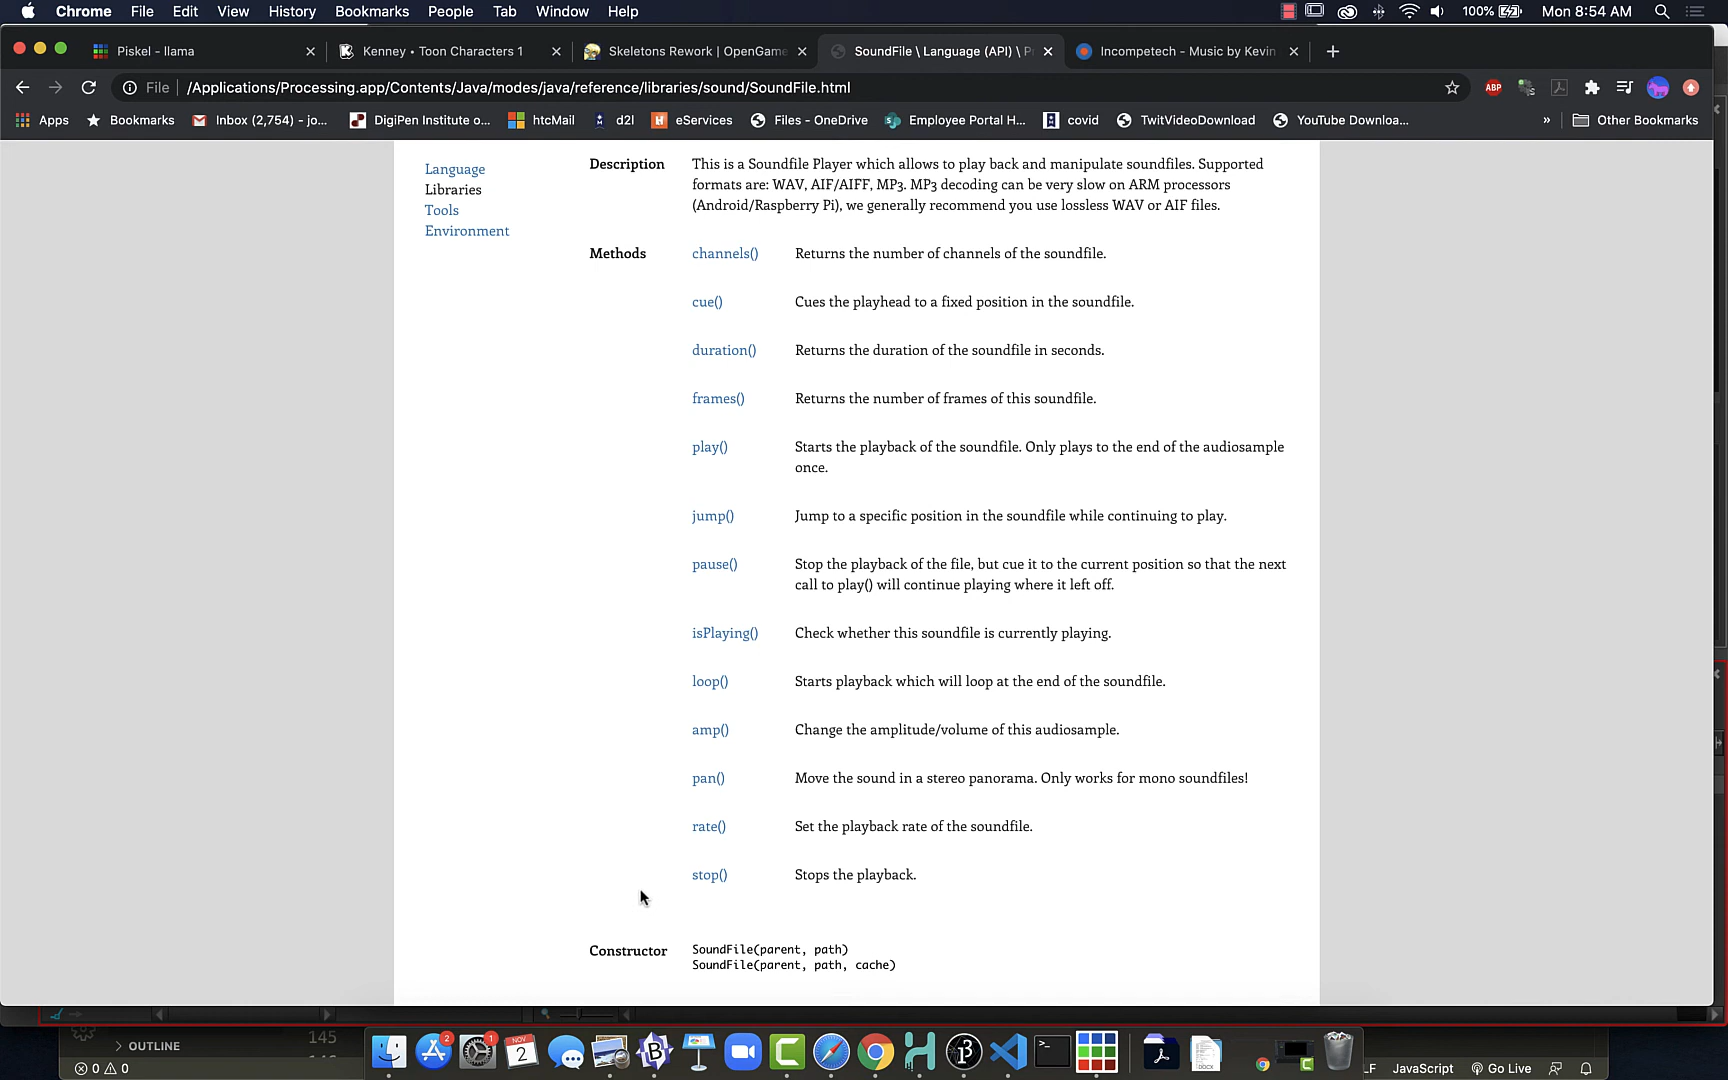 Chrome File Edit View History Bookmarks People Tab Window Help 100% Mon 8:54 AM
Piskel - llama Kenney • Toon Characters 1 Skeletons Rework | OpenGame SoundFile \ Language (API) \ P Incompetech - Music by Kevin
File /Applications/Processing.app/Contents/Java/modes/java/reference/libraries/sound/SoundFile.html ABP
Apps Bookmarks Inbox (2,754) - jo... DigiPen Institute o... htcMail d2l eServices Files - OneDrive Employee Portal H... covid TwitVideoDownload YouTube Downloa... » Other Bookmarks
Language
Libraries
Tools
Environment
Description This is a Soundfile Player which allows to play back and manipulate soundfiles. Supported
formats are: WAV, AIF/AIFF, MP3. MP3 decoding can be very slow on ARM processors
(Android/Raspberry Pi), we generally recommend you use lossless WAV or AIF files.
Methods channels() Returns the number of channels of the soundfile.
cue() Cues the playhead to a fixed position in the soundfile.
duration() Returns the duration of the soundfile in seconds.
frames() Returns the number of frames of this soundfile.
play() Starts the playback of the soundfile. Only plays to the end of the audiosample
once.
jump() Jump to a specific position in the soundfile while continuing to play.
pause() Stop the playback of the file, but cue it to the current position so that the next
call to play() will continue playing where it left off.
isPlaying() Check whether this soundfile is currently playing.
loop() Starts playback which will loop at the end of the soundfile.
amp() Change the amplitude/volume of this audiosample.
pan() Move the sound in a stereo panorama. Only works for mono soundfiles!
rate() Set the playback rate of the soundfile.
stop() Stops the playback.
Constructor SoundFile(parent, path)
SoundFile(parent, path, cache)
145
OUTLINE
0 0 LF JavaScript Go Live
2 1 NOV 2 DOCX